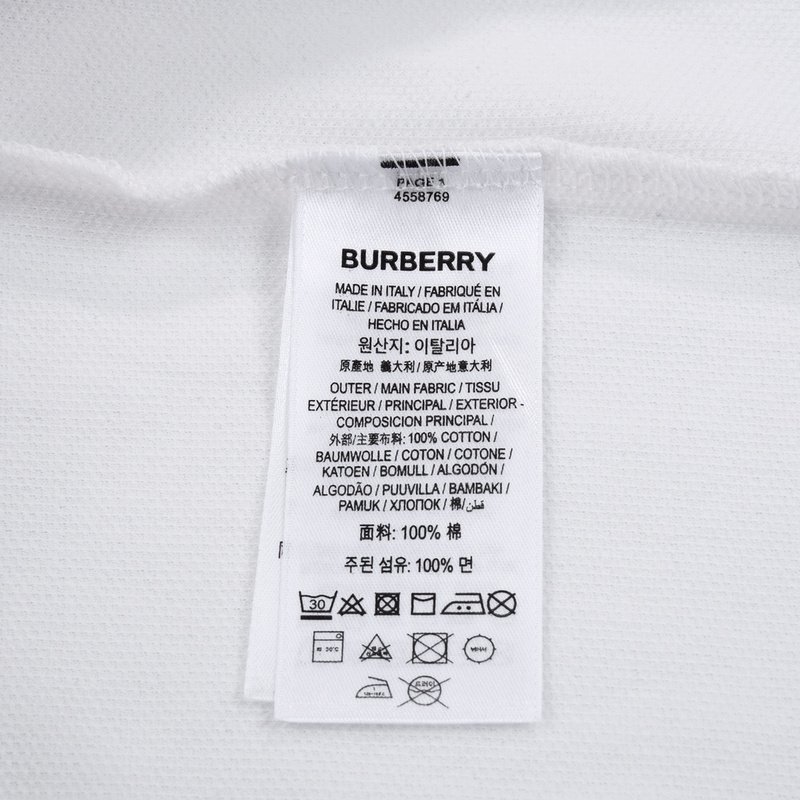 PAGE 1
4558769
BURBERRY
MADE IN ITALY / FABRIQUÉ EN
ITALIE / FABRICADO EM ITÁLIA /
HECHO EN ITALIA
원산지: 이탈리아
原產地 義大利 / 原产地意大利
OUTER / MAIN FABRIC / TISSU
EXTÉRIEUR / PRINCIPAL / EXTERIOR -
COMPOSICION PRINCIPAL /
外部/主要布料: 100% COTTON /
BAUMWOLLE / COTON / COTONE /
KATOEN / BOMULL / ALGODÓN /
ALGODÃO / PUUVILLA / BAMBAKI /
PAMUK / ХЛОПОК / 棉/قطن
面料: 100% 棉
주된 섬유: 100% 면
30
30°C